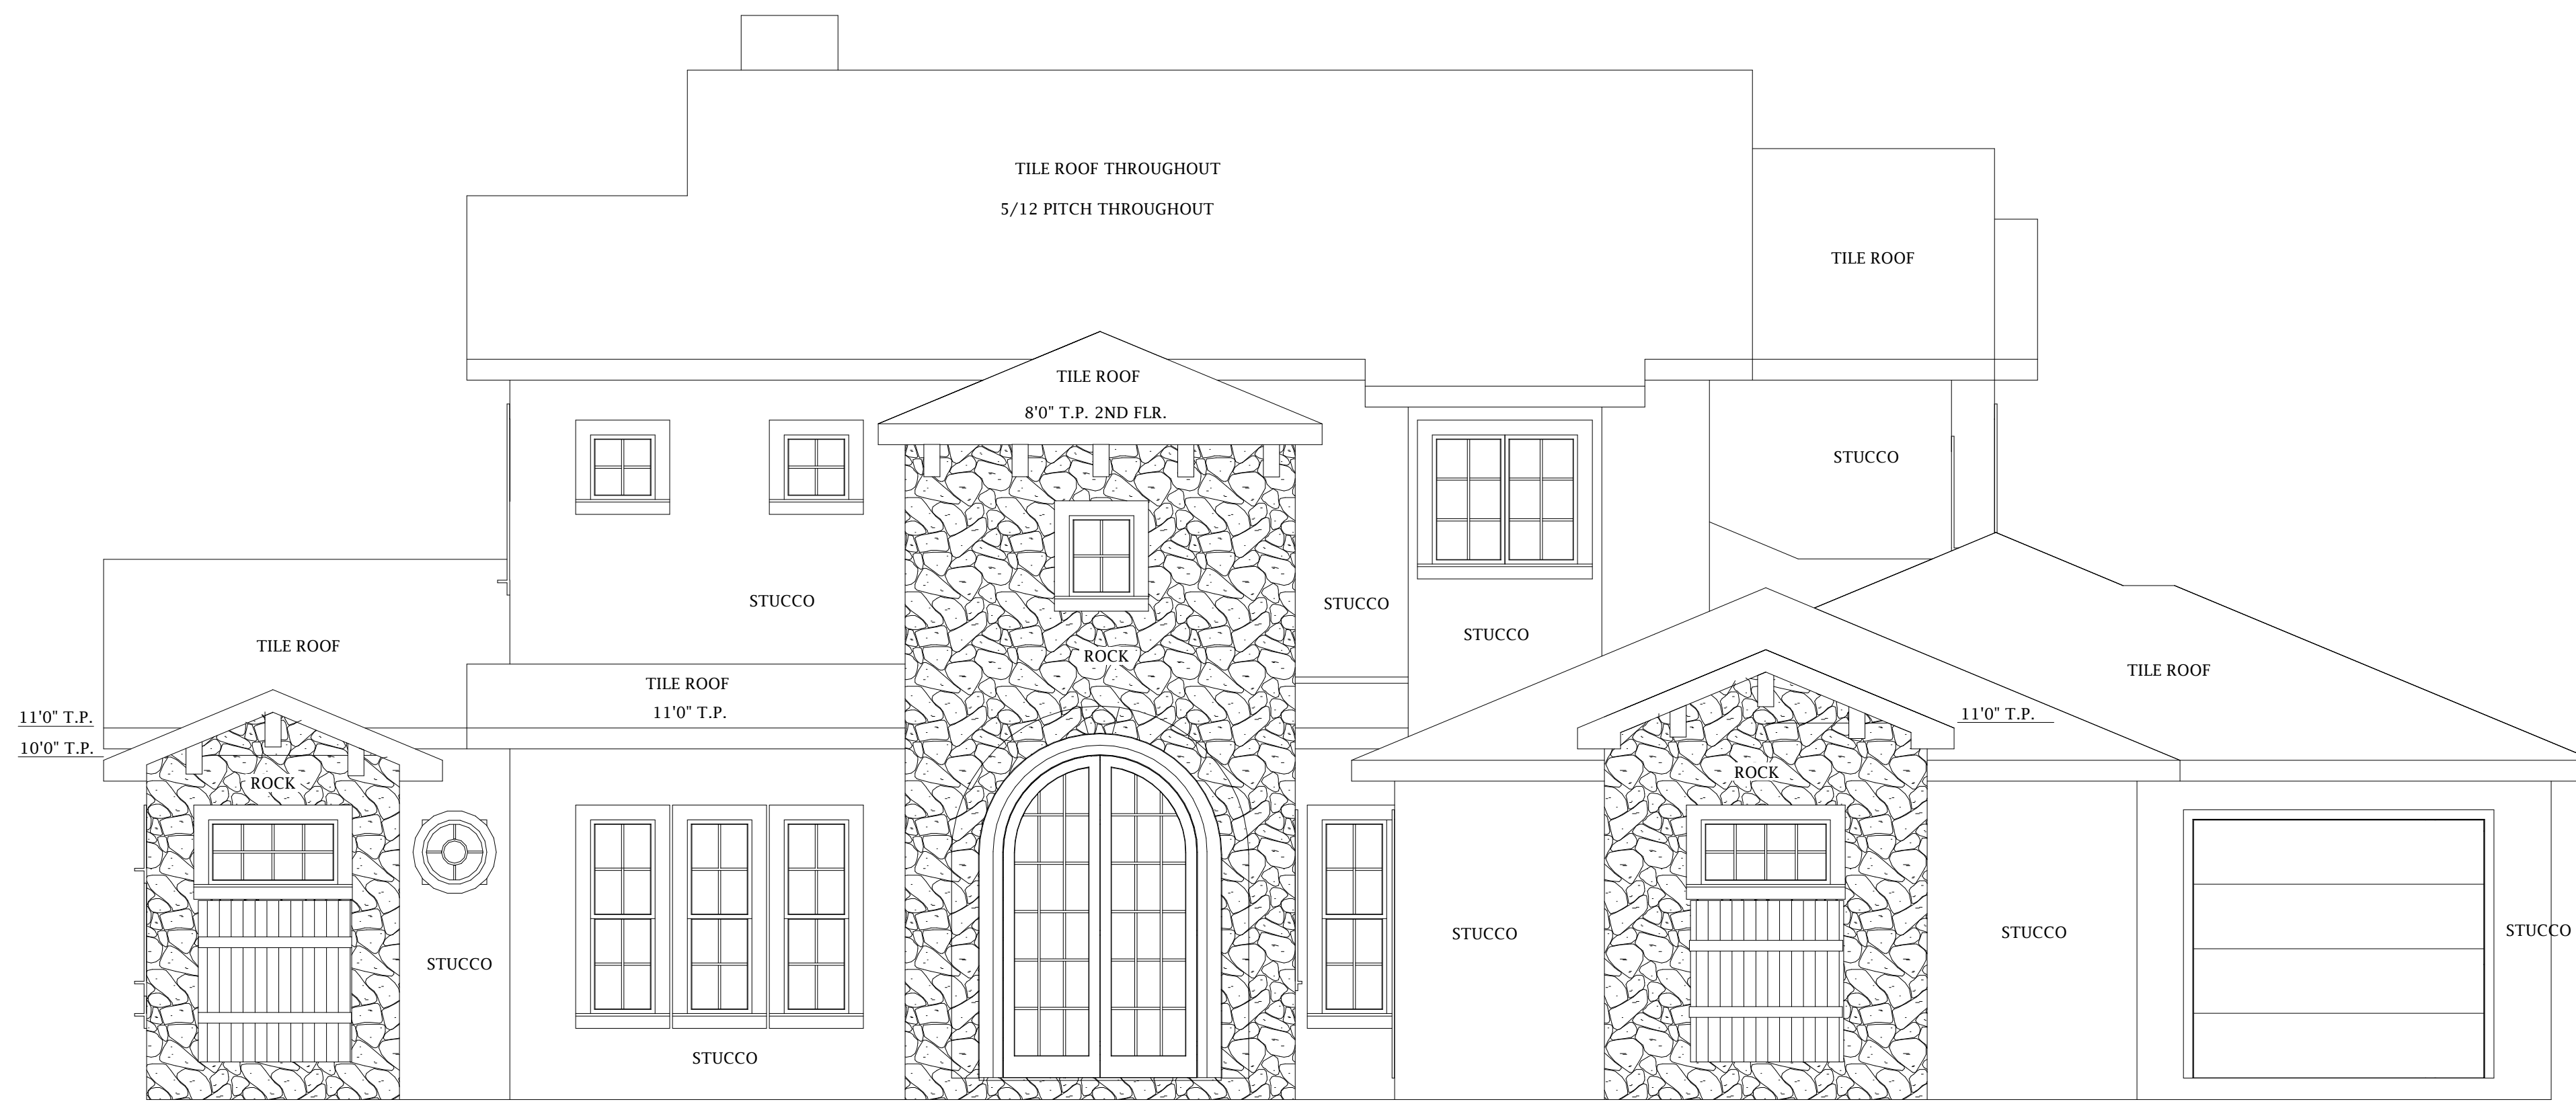 TILE ROOF THROUGHOUT
5/12 PITCH THROUGHOUT
TILE ROOF
TILE ROOF
8'0" T.P. 2ND FLR.
STUCCO
STUCCO
STUCCO
STUCCO
ROCK
TILE ROOF
TILE ROOF
TILE ROOF
11'0" T.P.
11'0" T.P.
10'0" T.P.
11'0" T.P.
ROCK
ROCK
STUCCO
STUCCO
STUCCO
STUCCO
STUCCO